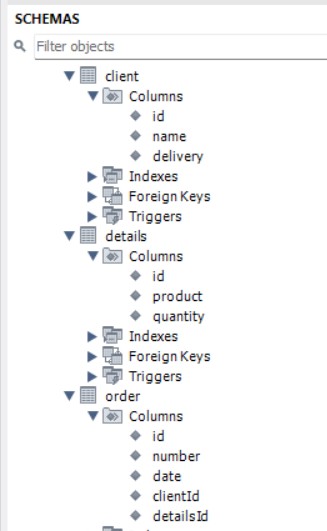 SCHEMAS
Filter objects
client
Columns
id
name
delivery
Indexes
Foreign Keys
Triggers
details
Columns
id
product
quantity
Indexes
Foreign Keys
Triggers
order
Columns
id
number
date
clientId
detailsId